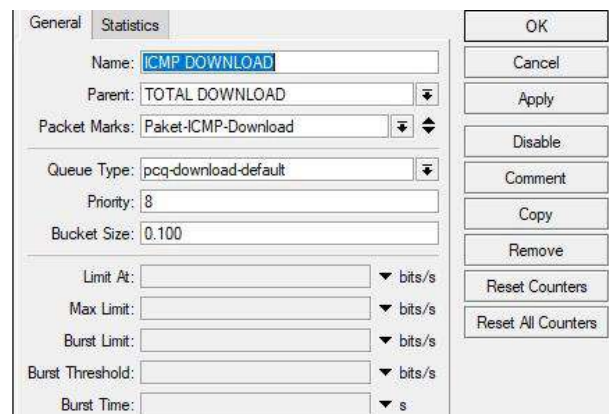 General Statistics
Name: ICMP DOWNLOAD
Parent: TOTAL DOWNLOAD
Packet Marks: Paket-ICMP-Download
Queue Type: pcq-download-default
Priority: 8
Bucket Size: 0.100
Limit At: bits/s
Max Limit: bits/s
Burst Limit: bits/s
Burst Threshold: bits/s
Burst Time: s
OK
Cancel
Apply
Disable
Comment
Copy
Remove
Reset Counters
Reset All Counters